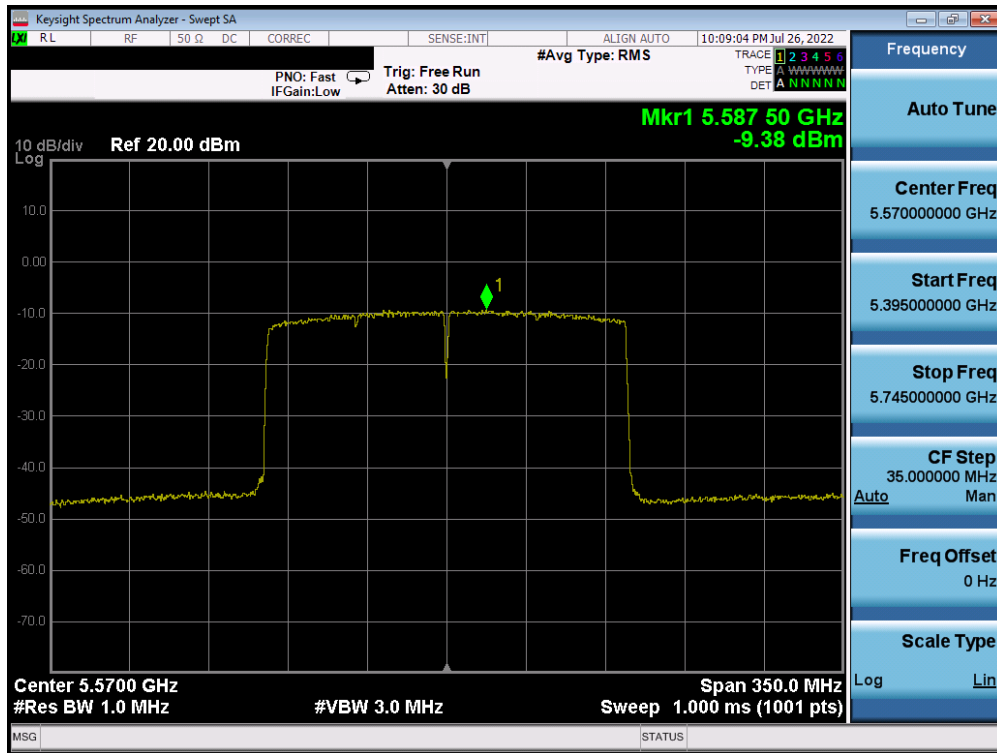 Keysight Spectrum Analyzer - Swept SA
LXI RL RF 50 Ω DC CORREC SENSE:INT ALIGN AUTO 10:09:04 PM Jul 26, 2022
#Avg Type: RMS TRACE 1 2 3 4 5 6
PNO: Fast Trig: Free Run TYPE A WWWWW
IFGain:Low Atten: 30 dB DET A N N N N N
Mkr1 5.587 50 GHz
10 dB/div Ref 20.00 dBm -9.38 dBm
Log
10.0
0.00
1
-10.0
-20.0
-30.0
-40.0
-50.0
-60.0
-70.0
Center 5.5700 GHz Span 350.0 MHz
#Res BW 1.0 MHz #VBW 3.0 MHz Sweep 1.000 ms (1001 pts)
MSG STATUS
Frequency
Auto Tune
Center Freq
5.570000000 GHz
Start Freq
5.395000000 GHz
Stop Freq
5.745000000 GHz
CF Step
35.000000 MHz
Auto Man
Freq Offset
0 Hz
Scale Type
Log Lin